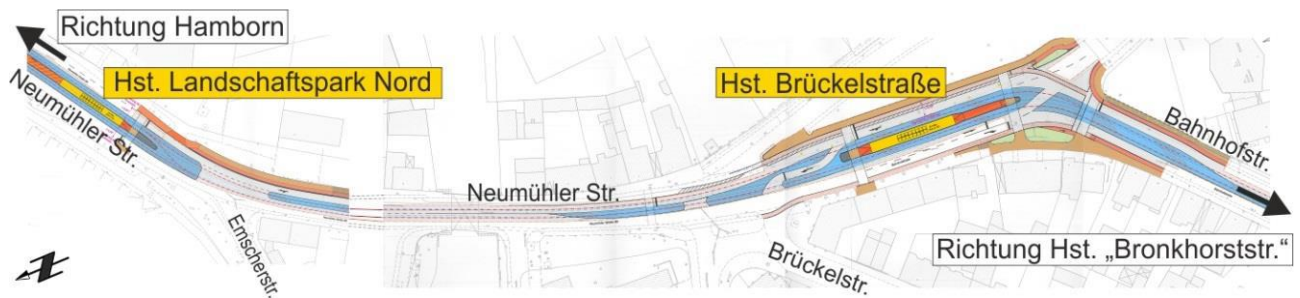 Richtung Hamborn
Hst. Landschaftspark Nord
Hst. Brückelstraße
Neumühler Str.
Bahnhofstr.
Neumühler Str.
Emscherstr.
Brückelstr.
Richtung Hst. „Bronkhorststr.“